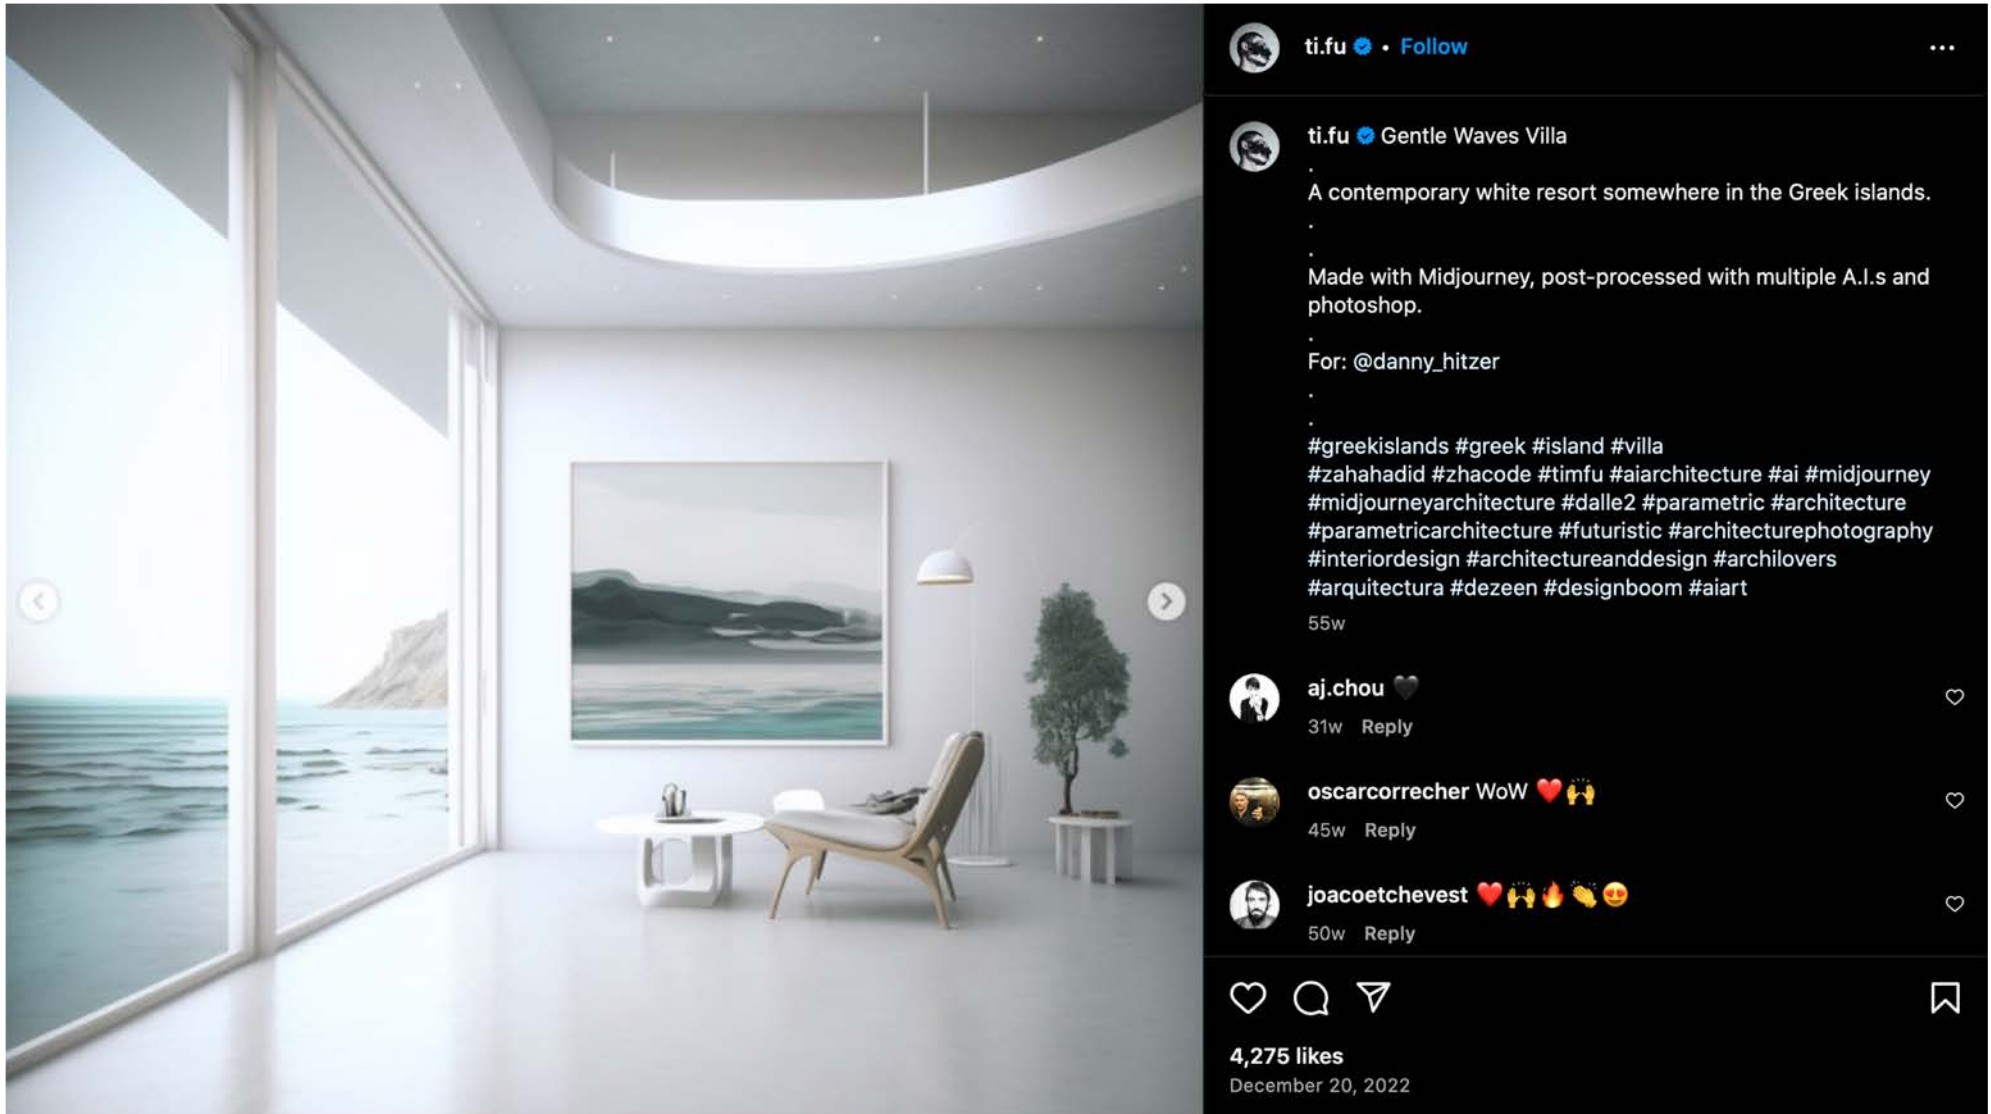 ti.fu • Follow
ti.fu Gentle Waves Villa
.
A contemporary white resort somewhere in the Greek islands.
.
.
Made with Midjourney, post-processed with multiple A.I.s and
photoshop.
.
For: @danny_hitzer
.
.
#greekislands #greek #island #villa
#zahahadid #zhacode #timfu #aiarchitecture #ai #midjourney
#midjourneyarchitecture #dalle2 #parametric #architecture
#parametricarchitecture #futuristic #architecturephotography
#interiordesign #architectureanddesign #archilovers
#arquitectura #dezeen #designboom #aiart
55w
aj.chou 🖤
31w Reply
oscarcorrecher WoW ❤️🙌
45w Reply
joacoetchevest ❤️🙌🔥👏😍
50w Reply
4,275 likes
December 20, 2022